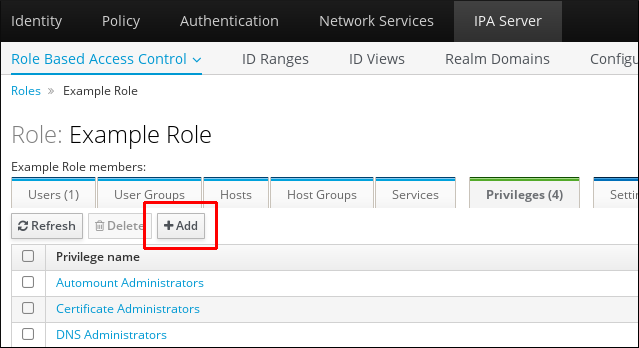 Identity Policy Authentication Network Services IPA Server
Role Based Access Control ID Ranges ID Views Realm Domains Configu
Roles » Example Role
Role: Example Role
Example Role members:
Users (1) User Groups Hosts Host Groups Services Privileges (4) Settin
Refresh Delete Add
Privilege name
Automount Administrators
Certificate Administrators
DNS Administrators